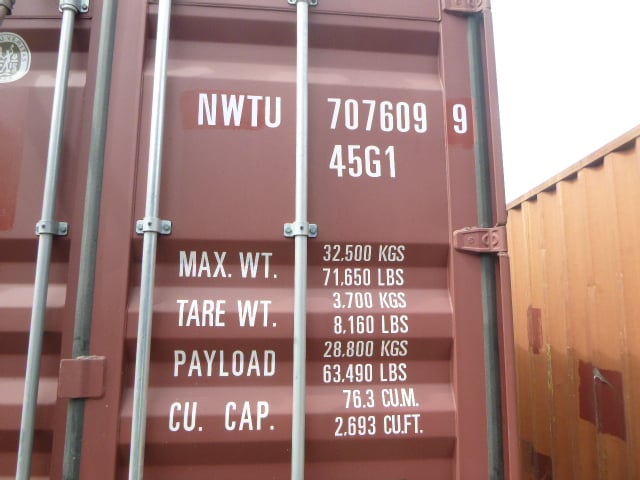 NWTU 707609 9
45G1
MAX. WT. 32,500 KGS
71,650 LBS
TARE WT. 3,700 KGS
8,160 LBS
PAYLOAD 28,800 KGS
63,490 LBS
CU. CAP. 76.3 CU.M.
2,693 CU.FT.